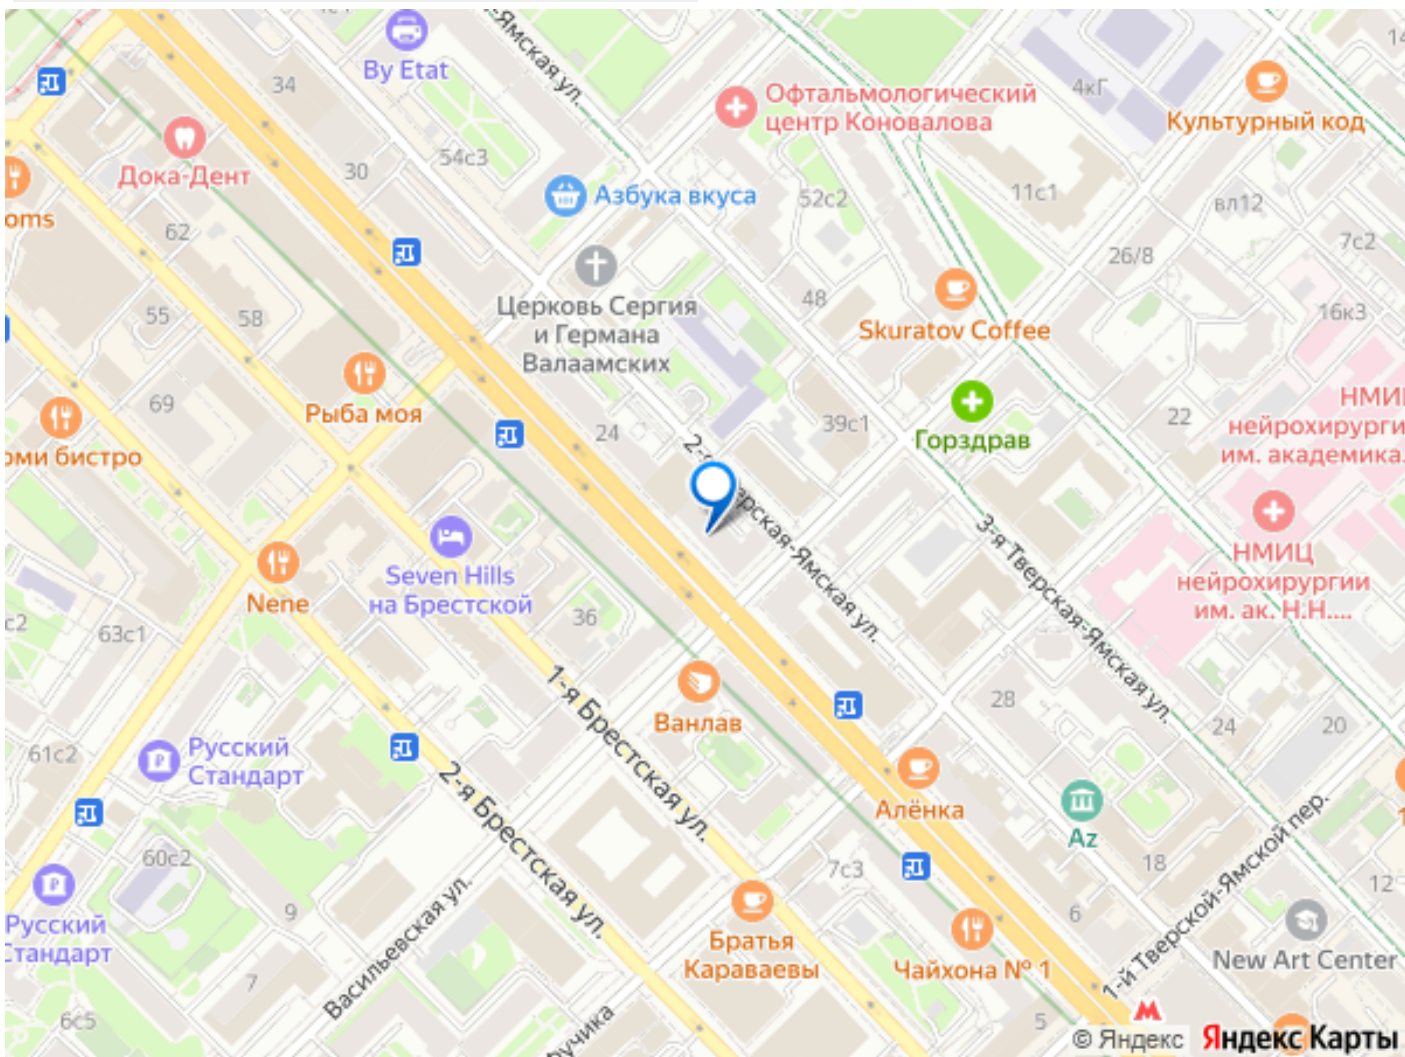 -Ямская ул.
14
By Etat
34
4кГ
Офтальмологический
центр Коновалова
Культурный код
54с3
30
Дока-Дент
Азбука вкуса
52с2
11с1
вл12
oms
62
7с2
26/8
Церковь Сергия
и Германа
Валаамских
48
16к3
55
58
Skuratov Coffee
69
Рыба моя
39с1
22
НМИЦ
нейрохирурги
им. академика.
24
Горздрав
оми бистро
2-я Тверская-Ямская ул.
3-я Тверская-Ямская ул.
НМИЦ
нейрохирургии
им. ак. Н.Н....
Seven Hills
на Брестской
Nene
с2
63с1
36
1-я Брестская ул.
Ванлав
28
24
20
61с2
Русский
Стандарт
2-я Брестская ул.
Алёнка
Az
1-й Тверской-Ямской пер.
60с2
7с3
18
12
Русский
Стандарт
9
Васильевская ул.
6
Братья
Караваевы
Чайхона № 1
New Art Center
7
6с5
учика
5
© Яндекс Яндекс Карты